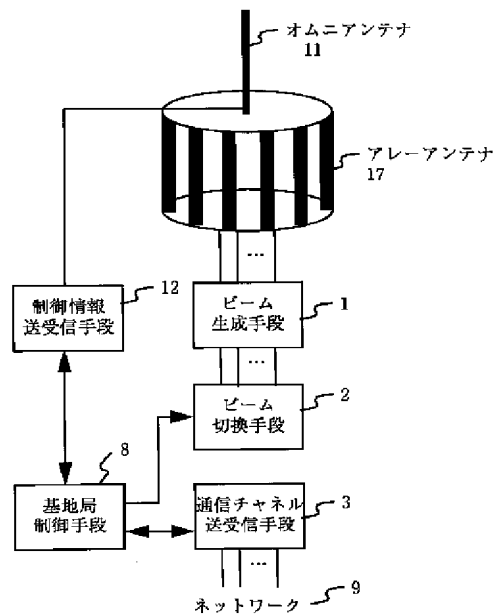 オムニアンテナ
11
アレーアンテナ
17
...
制御情報
送受信手段
12
ビーム
生成手段
1
...
ビーム
切換手段
2
8
基地局
制御手段
通信チャネル
送受信手段
3
...
ネットワーク
9